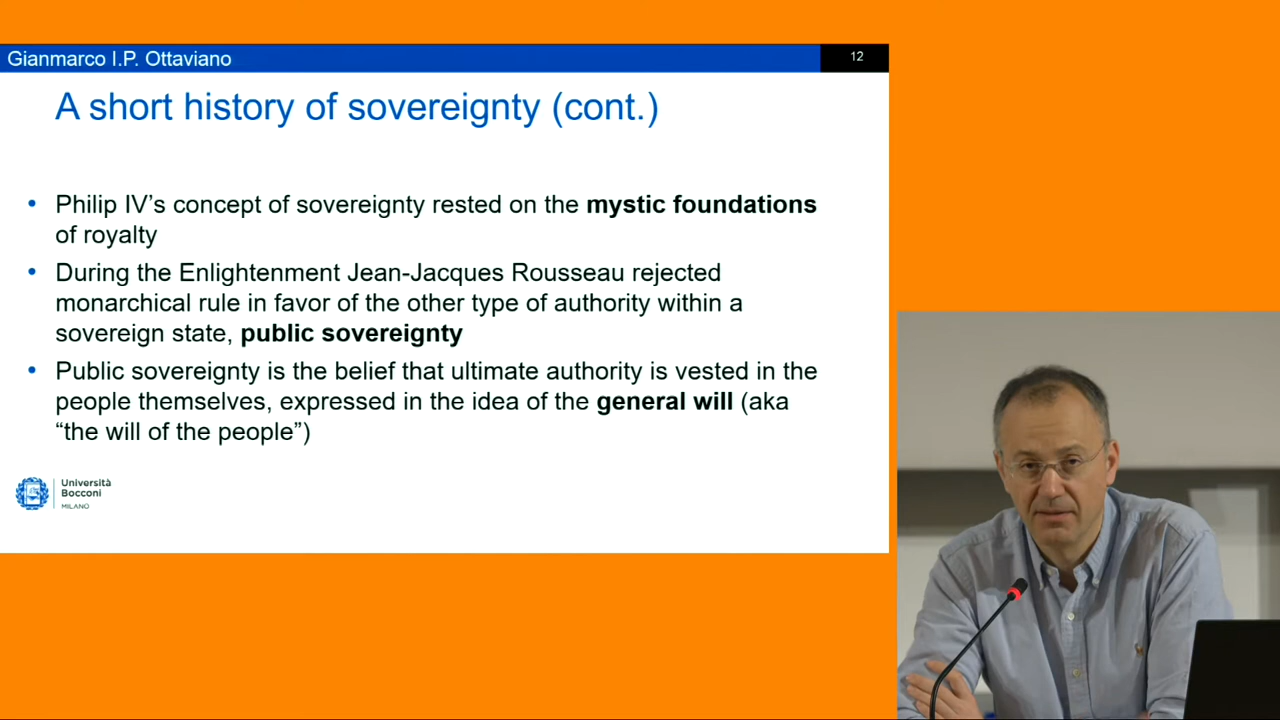 Gianmarco I.P. Ottaviano
12
A short history of sovereignty (cont.)
• Philip IV’s concept of sovereignty rested on the mystic foundations
of royalty
• During the Enlightenment Jean-Jacques Rousseau rejected
monarchical rule in favor of the other type of authority within a
sovereign state, public sovereignty
• Public sovereignty is the belief that ultimate authority is vested in the
people themselves, expressed in the idea of the general will (aka
“the will of the people”)
Università
Bocconi
MILANO